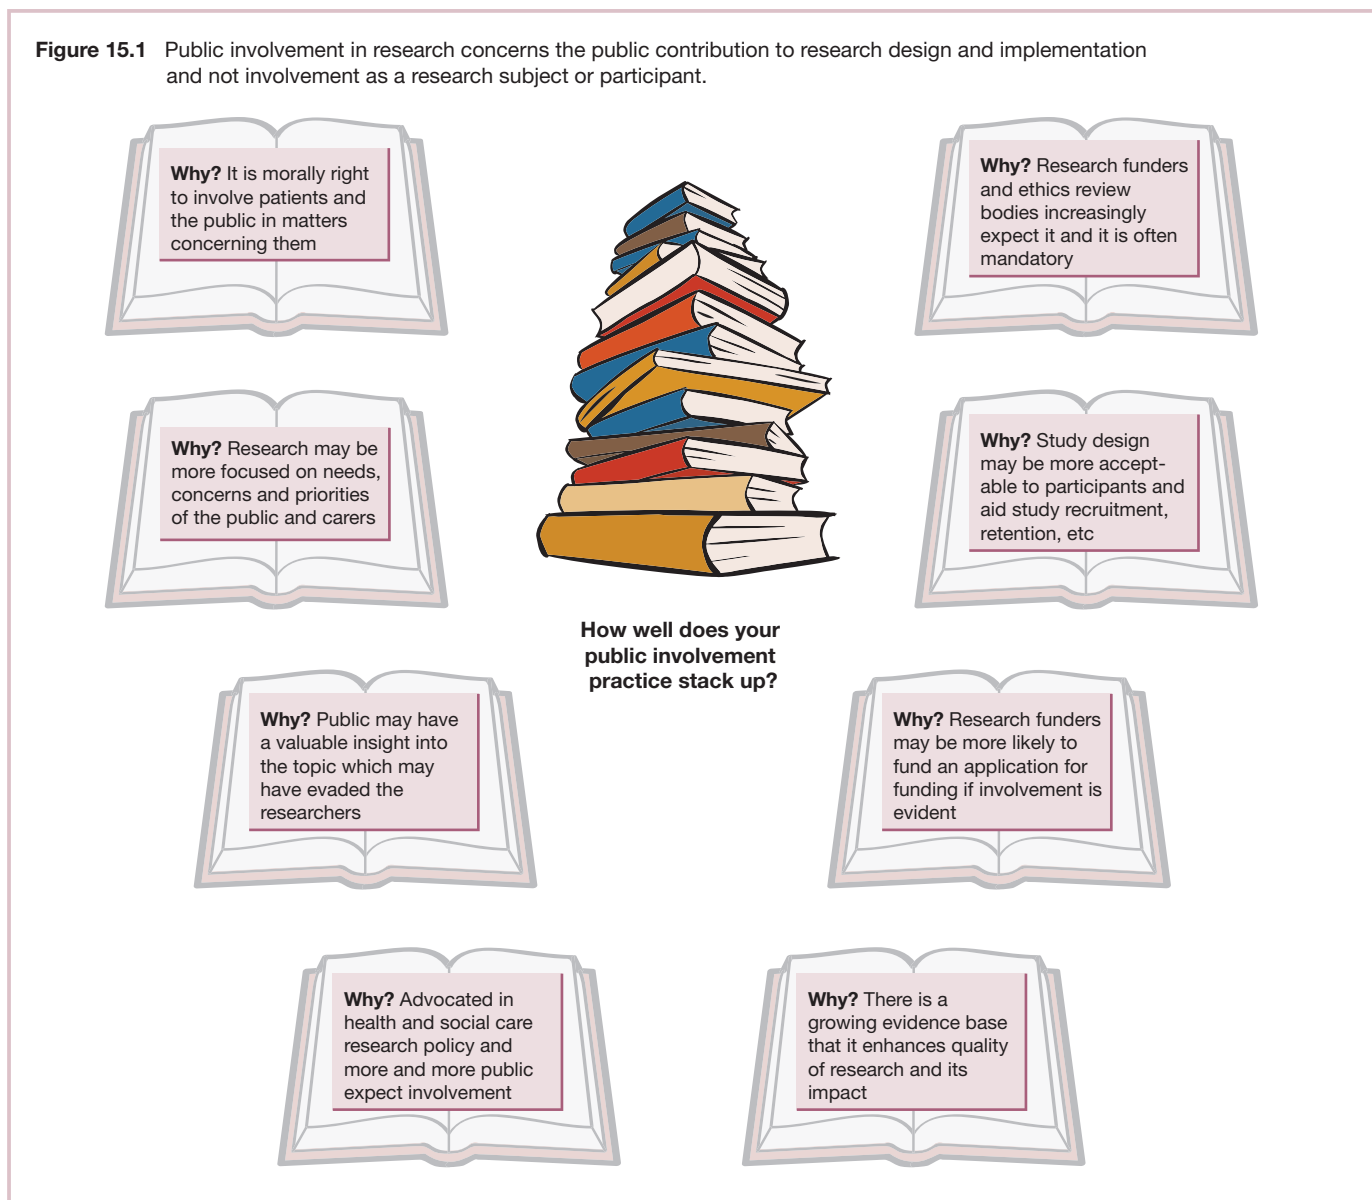 Figure 15.1 Public involvement in research concerns the public contribution to research design and implementation
and not involvement as a research subject or participant.
Why? It is morally right
to involve patients and
the public in matters
concerning them
Why? Research funders
and ethics review
bodies increasingly
expect it and it is often
mandatory
Why? Research may be
more focused on needs,
concerns and priorities
of the public and carers
Why? Study design
may be more accept-
able to participants and
aid study recruitment,
retention, etc
How well does your
public involvement
practice stack up?
Why? Public may have
a valuable insight into
the topic which may
have evaded the
researchers
Why? Research funders
may be more likely to
fund an application for
funding if involvement is
evident
Why? Advocated in
health and social care
research policy and
more and more public
expect involvement
Why? There is a
growing evidence base
that it enhances quality
of research and its
impact